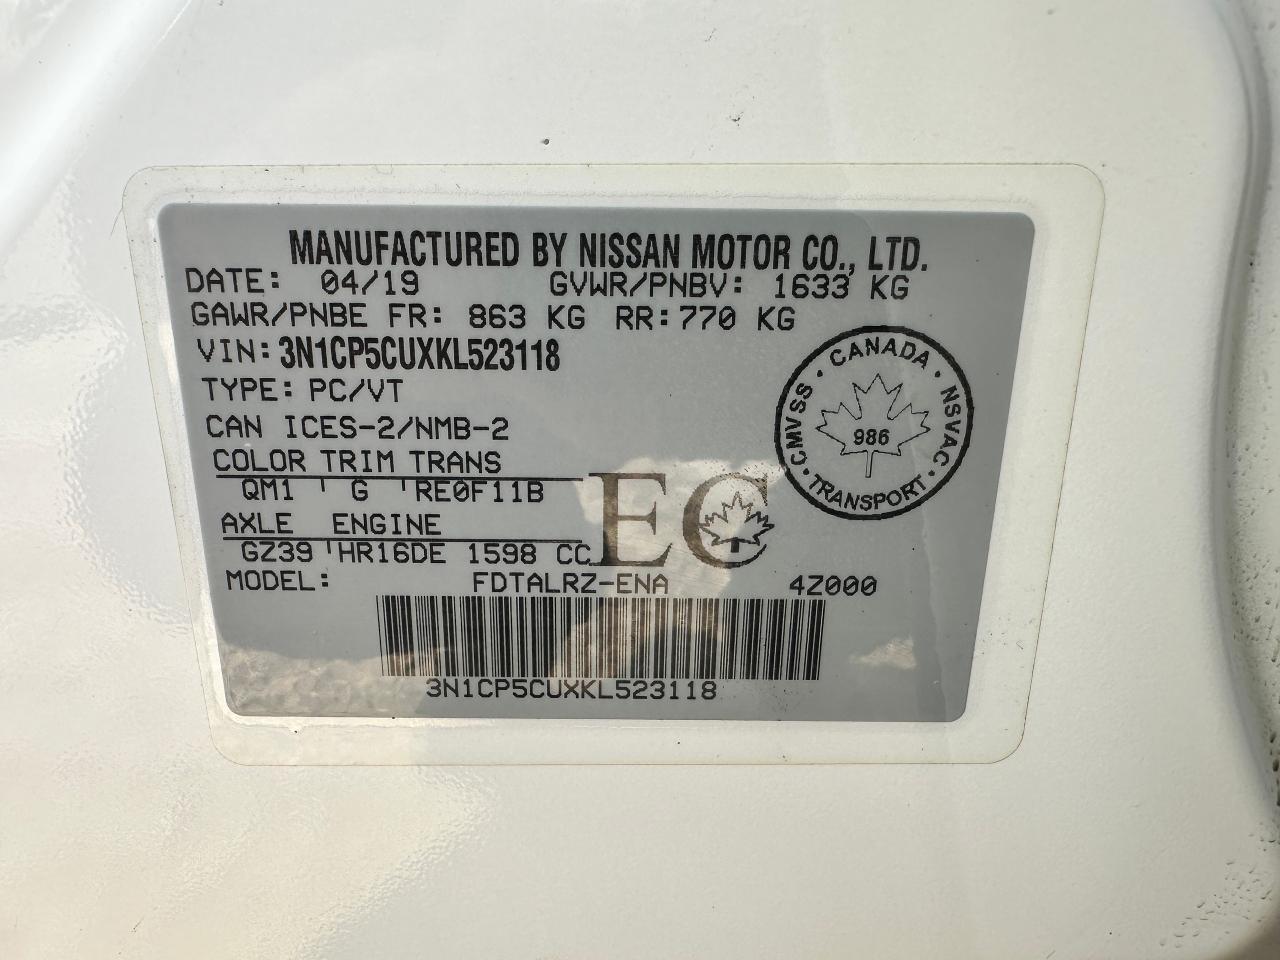 MANUFACTURED BY NISSAN MOTOR CO., LTD.
DATE: 04/19 GVWR/PNBV: 1633 KG
GAWR/PNBE FR: 863 KG RR: 770 KG
VIN: 3N1CP5CUXKL523118
TYPE: PC/VT
CAN ICES-2/NMB-2
COLOR TRIM TRANS
QM1 ' G 'RE0F11B
AXLE ENGINE
GZ39 'HR16DE 1598 CC
MODEL: FDTALRZ-ENA 4Z000
3N1CP5CUXKL523118
EC
· CANADA · NSVAC · TRANSPORT · CMVSS
986